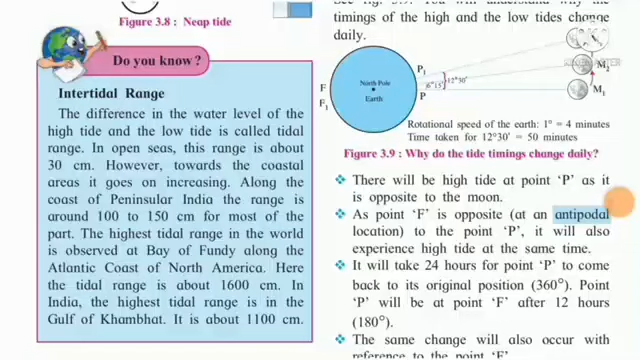 Figure 3.8 : Neap tide
Do you know?
Intertidal Range
The difference in the water level of the
high tide and the low tide is called tidal
range. In open seas, this range is about
30 cm. However, towards the coastal
areas it goes on increasing. Along the
coast of Peninsular India the range is
around 100 to 150 cm for most of the
part. The highest tidal range in the world
is observed at Bay of Fundy along the
Atlantic Coast of North America. Here
the tidal range is about 1600 cm. In
India, the highest tidal range is in the
Gulf of Khambhat. It is about 1100 cm.
timings of the high and the low tides change
daily.
P1
M2
F
North Pole
6°15'
12°30'
F1
Earth
P
M1
Rotational speed of the earth: 1° = 4 minutes
Time taken for 12°30' = 50 minutes
Figure 3.9 : Why do the tide timings change daily?
There will be high tide at point 'P' as it
is opposite to the moon.
As point 'F' is opposite (at an antipodal
location) to the point 'P', it will also
experience high tide at the same time.
It will take 24 hours for point 'P' to come
back to its original position (360°). Point
'P' will be at point 'F' after 12 hours
(180°).
The same change will also occur with
reference to the point 'F'